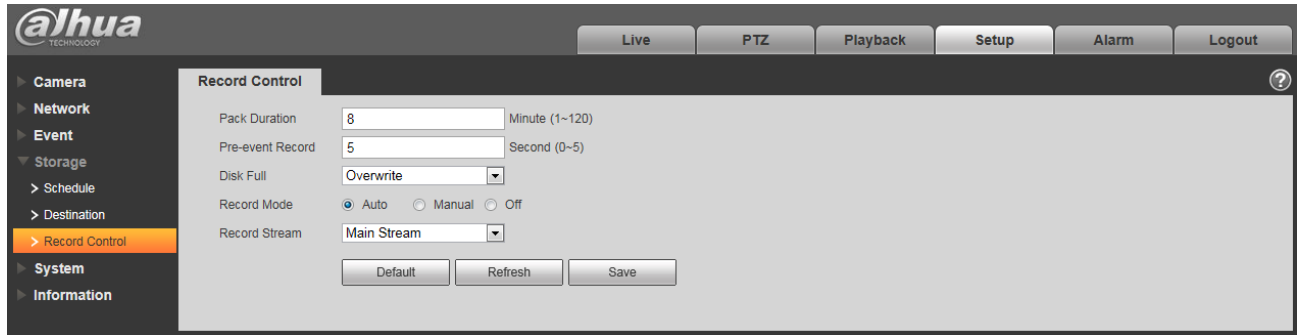 alhua
TECHNOLOGY
Live PTZ Playback Setup Alarm Logout
Camera
Network
Event
Storage
> Schedule
> Destination
> Record Control
System
Information
Record Control
?
Pack Duration 8 Minute (1~120)
Pre-event Record 5 Second (0~5)
Disk Full Overwrite
Record Mode Auto Manual Off
Record Stream Main Stream
Default Refresh Save